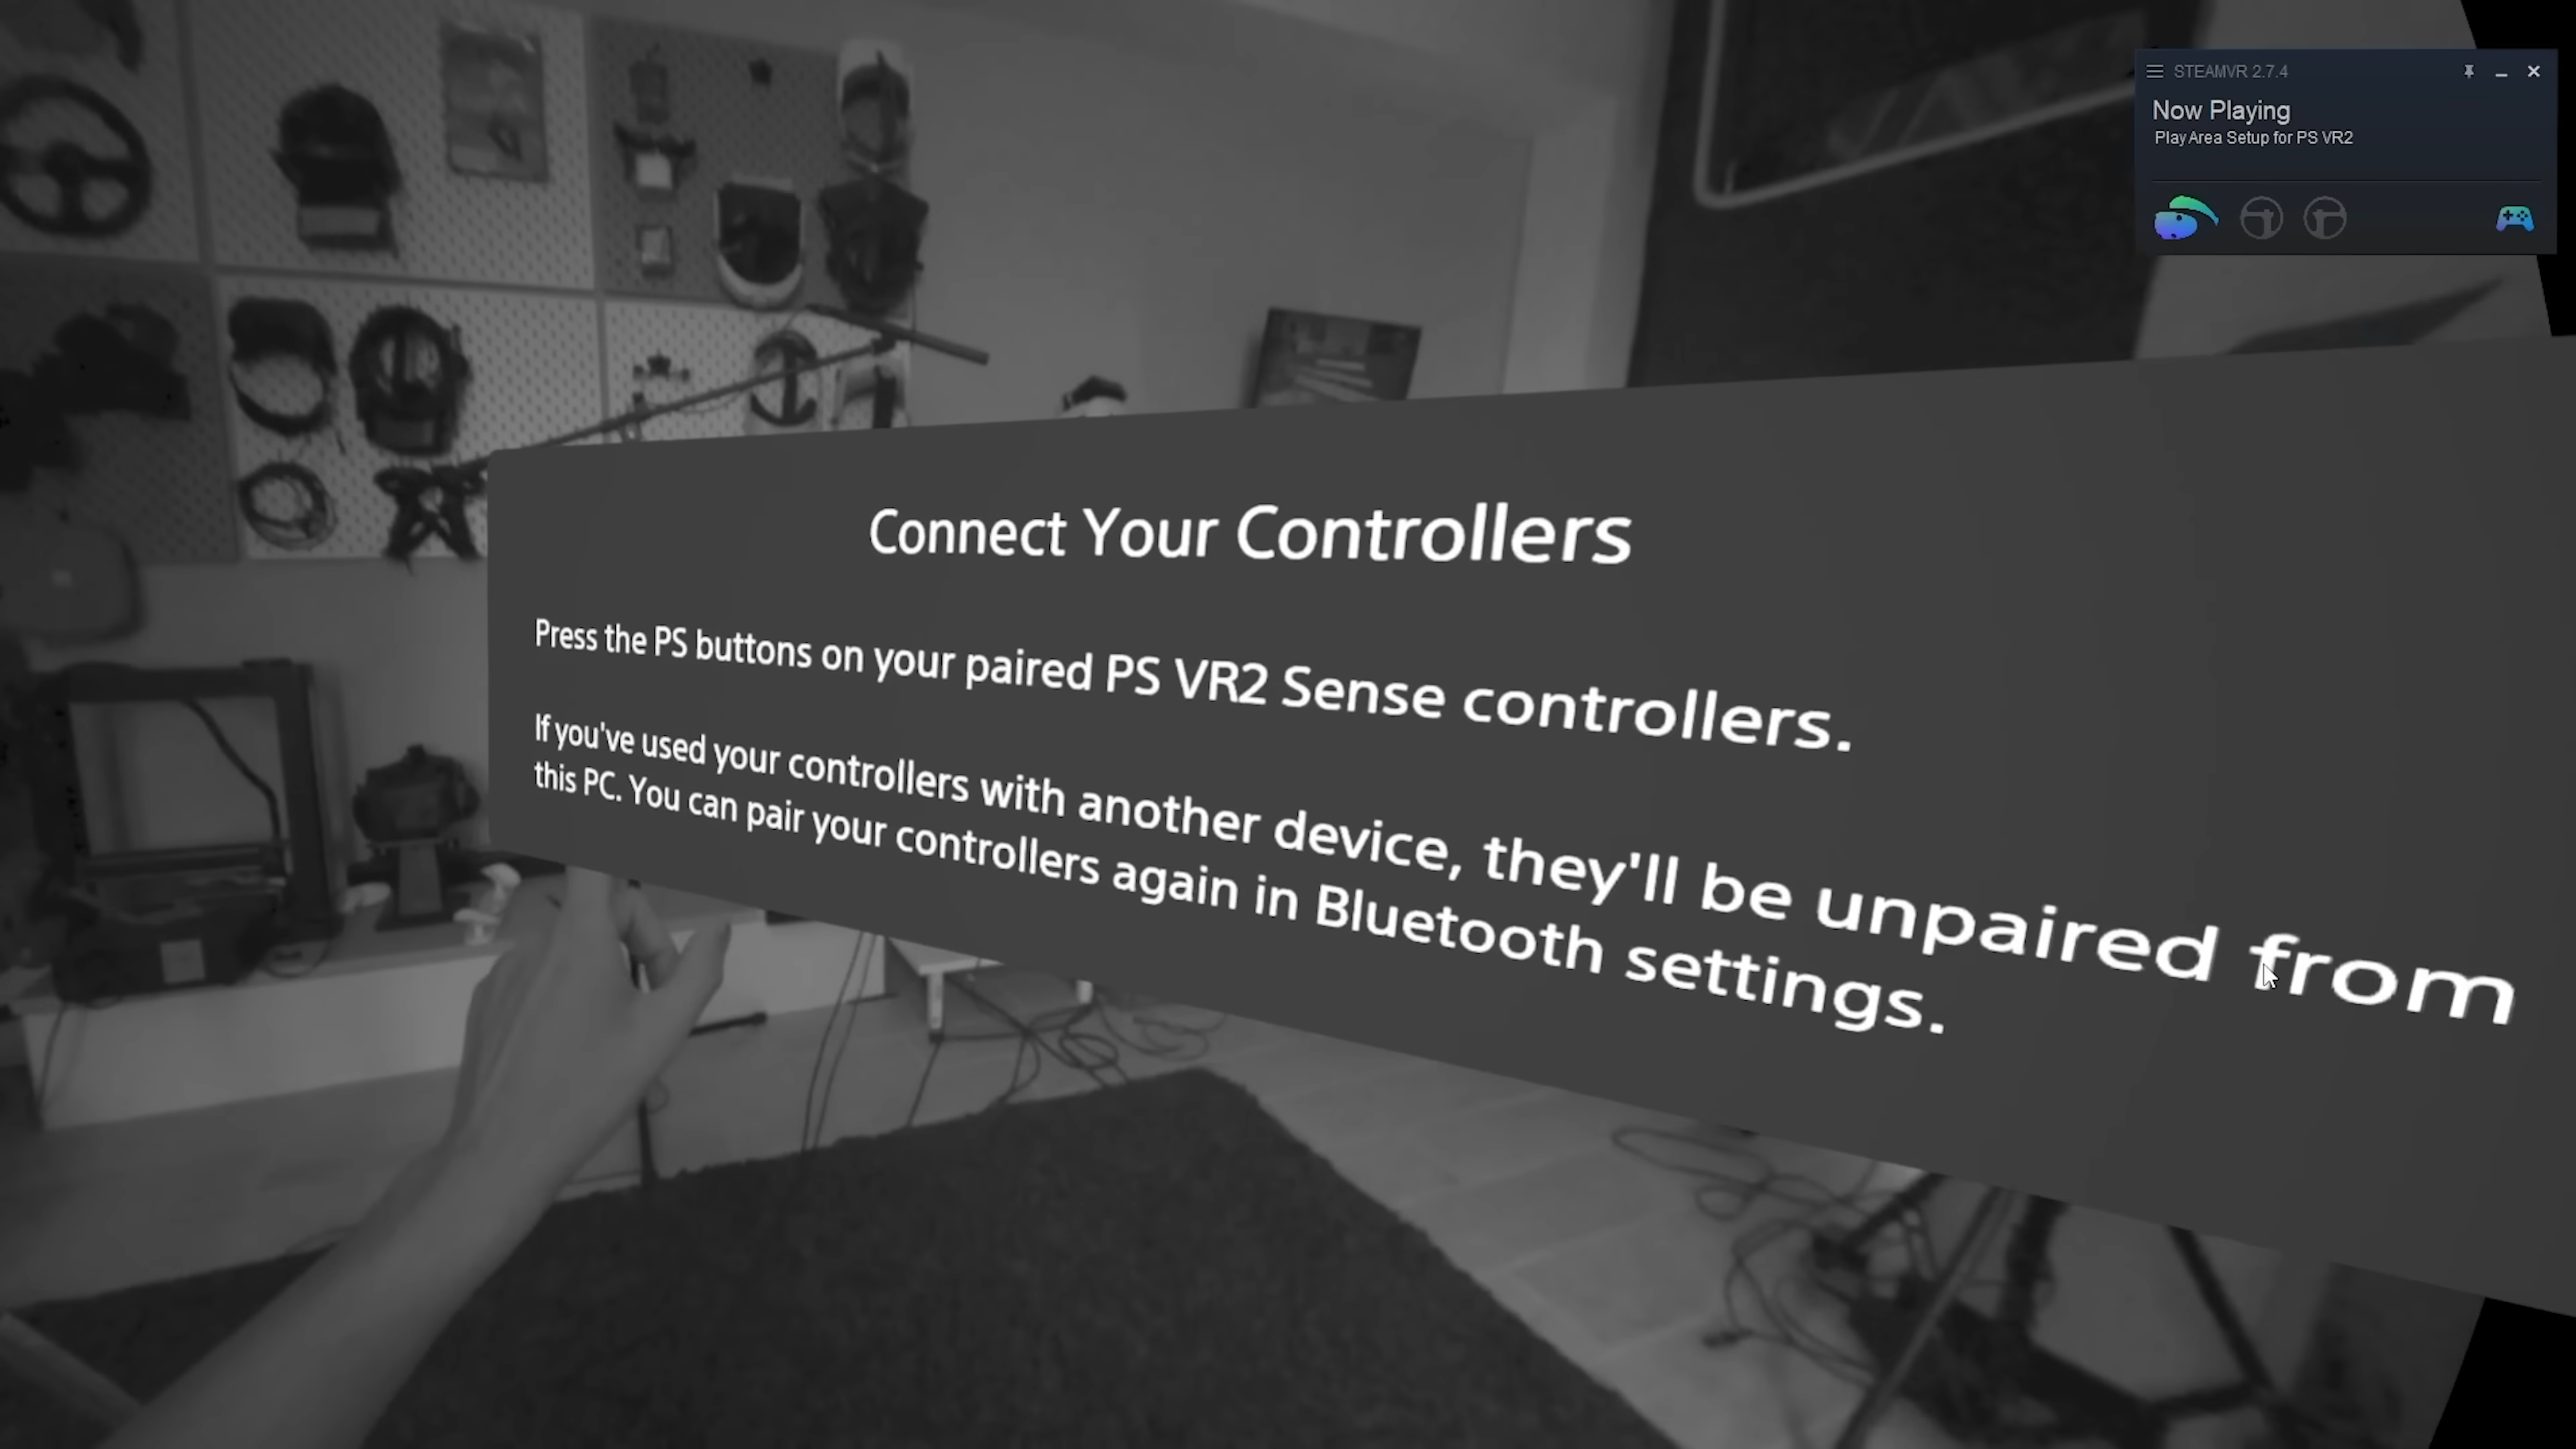 STEAMVR 2.7.4
Now Playing
Play Area Setup for PS VR2
Connect Your Controllers
Press the PS buttons on your paired PS VR2 Sense controllers.
If you've used your controllers with another device, they'll be unpaired from
this PC. You can pair your controllers again in Bluetooth settings.